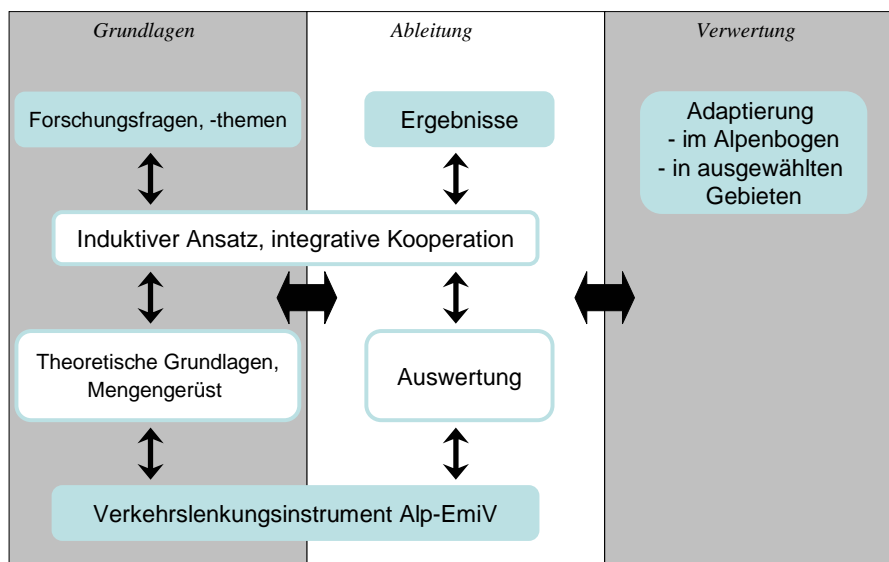 Grundlagen
Ableitung
Verwertung
Forschungsfragen, -themen
Ergebnisse
Adaptierung
- im Alpenbogen
- in ausgewählten
Gebieten
Induktiver Ansatz, integrative Kooperation
Theoretische Grundlagen,
Mengengerüst
Auswertung
Verkehrslenkungsinstrument Alp-EmiV